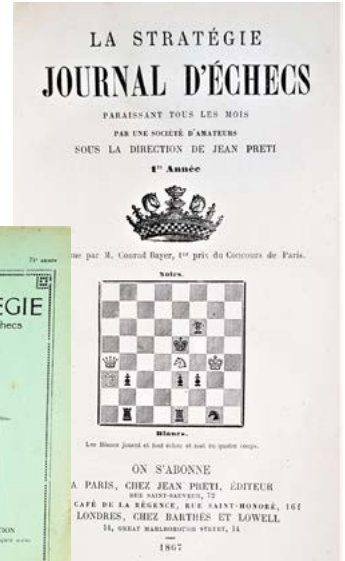 LA STRATÉGIE
JOURNAL D'ÉCHECS
PARAISSANT TOUS LES MOIS
PAR UNE SOCIÉTÉ D'AMATEURS
SOUS LA DIRECTION DE JEAN PRETI
1re Année
par M. Conrad Bayer, 1er prix du Concours de Paris.
Noirs.
Blancs.
Les Blancs jouent et font échec et mat en quatre coups.
ON S'ABONNE
A PARIS, CHEZ JEAN PRETI, ÉDITEUR
RUE SAINT-SAUVEUR, 72
CAFÉ DE LA RÉGENCE, RUE SAINT-HONORÉ, 161
LONDRES, CHEZ BARTHÉS ET LOWELL
14, GREAT MARLBOROUGH STREET, 14
1867
EGIE
hecs